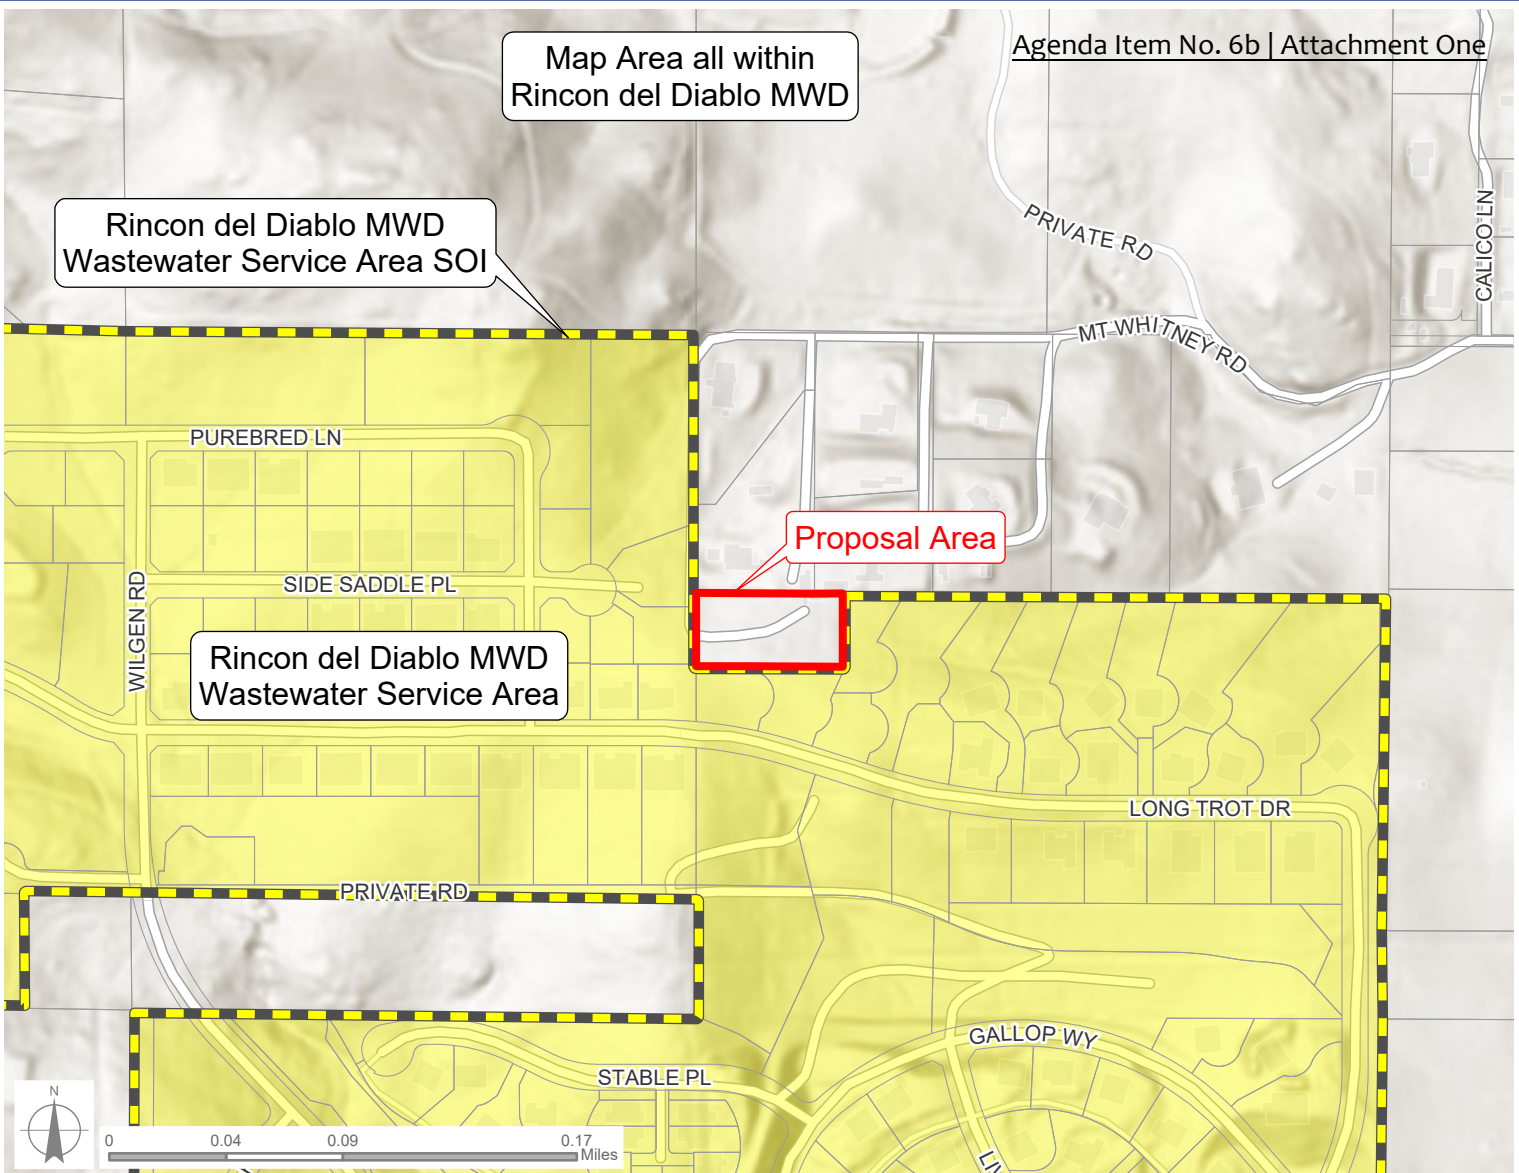 Agenda Item No. 6b | Attachment One
Map Area all within
Rincon del Diablo MWD
Rincon del Diablo MWD
Wastewater Service Area SOI
PRIVATE RD
CALICO LN
MT WHITNEY RD
PUREBRED LN
Proposal Area
SIDE SADDLE PL
WILGEN RD
Rincon del Diablo MWD
Wastewater Service Area
LONG TROT DR
PRIVATE RD
GALLOP WY
STABLE PL
N
0 0.04 0.09 0.17
Miles